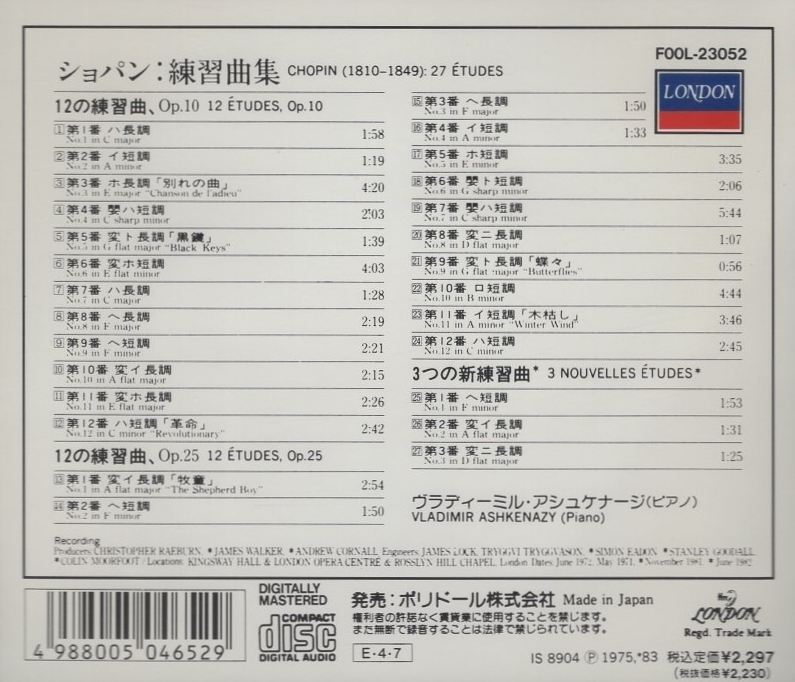 FOOL-23052
ショパン：練習曲集 CHOPIN (1810–1849): 27 ÉTUDES
LONDON
12の練習曲、Op.10 12 ÉTUDES, Op.10
1 第1番 ハ長調 1:58
No.1 in C major
2 第2番 イ短調 1:19
No.2 in A minor
3 第3番 ホ長調「別れの曲」 4:20
No.3 in E major "Chanson de l'adieu"
4 第4番 嬰ハ短調 2:03
No.4 in C sharp minor
5 第5番 変ト長調「黒鍵」 1:39
No.5 in G flat major "Black Keys"
6 第6番 変ホ短調 4:03
No.6 in E flat minor
7 第7番 ハ長調 1:28
No.7 in C major
8 第8番 ヘ長調 2:19
No.8 in F major
9 第9番 ヘ短調 2:21
No.9 in F minor
10 第10番 変イ長調 2:15
No.10 in A flat major
11 第11番 変ホ長調 2:26
No.11 in E flat major
12 第12番 ハ短調「革命」 2:42
No.12 in C minor "Revolutionary"
12の練習曲、Op.25 12 ÉTUDES, Op.25
13 第1番 変イ長調「牧童」 2:54
No.1 in A flat major "The Shepherd Boy"
14 第2番 ヘ短調 1:50
No.2 in F minor
15 第3番 ヘ長調 1:50
No.3 in F major
16 第4番 イ短調 1:33
No.4 in A minor
17 第5番 ホ短調 3:35
No.5 in E minor
18 第6番 嬰ト短調 2:06
No.6 in G sharp minor
19 第7番 嬰ハ短調 5:44
No.7 in C sharp minor
20 第8番 変ニ長調 1:07
No.8 in D flat major
21 第9番 変ト長調「蝶々」 0:56
No.9 in G flat major "Butterflies"
22 第10番 ロ短調 4:44
No.10 in B minor
23 第11番 イ短調「木枯し」 3:46
No.11 in A minor "Winter Wind"
24 第12番 ハ短調 2:45
No.12 in C minor
3つの新練習曲* 3 NOUVELLES ÉTUDES*
25 第1番 ヘ短調 1:53
No.1 in F minor
26 第2番 変イ長調 1:31
No.2 in A flat major
27 第3番 変ニ長調 1:25
No.3 in D flat major
ヴラディーミル・アシュケナージ(ピアノ)
VLADIMIR ASHKENAZY (Piano)
Recording
Producers: CHRISTOPHER RAEBURN, *JAMES WALKER, *ANDREW CORNALL Engineers: JAMES LOCK, TRYGGVI TRYGGVASON, *SIMON EADON, *STANLEY GOODALL,
*COLIN MOORFOOT / Locations: KINGSWAY HALL & LONDON OPERA CENTRE & ROSSLYN HILL CHAPEL, London Dates: June 1972, May 1971, *November 1981, *June 1982
4 988005 046529
DIGITALLY
MASTERED
COMPACT
disc
DIGITAL AUDIO
発売：ポリドール株式会社 Made in Japan
権利者の許諾なく賃貸業に使用することを禁じます。
また無断で録音することは法律で禁じられています。
E・4・7
LONDON
Regd. Trade Mark
IS 8904 Ⓟ 1975,'83 税込定価¥2,297
(税抜価格¥2,230)